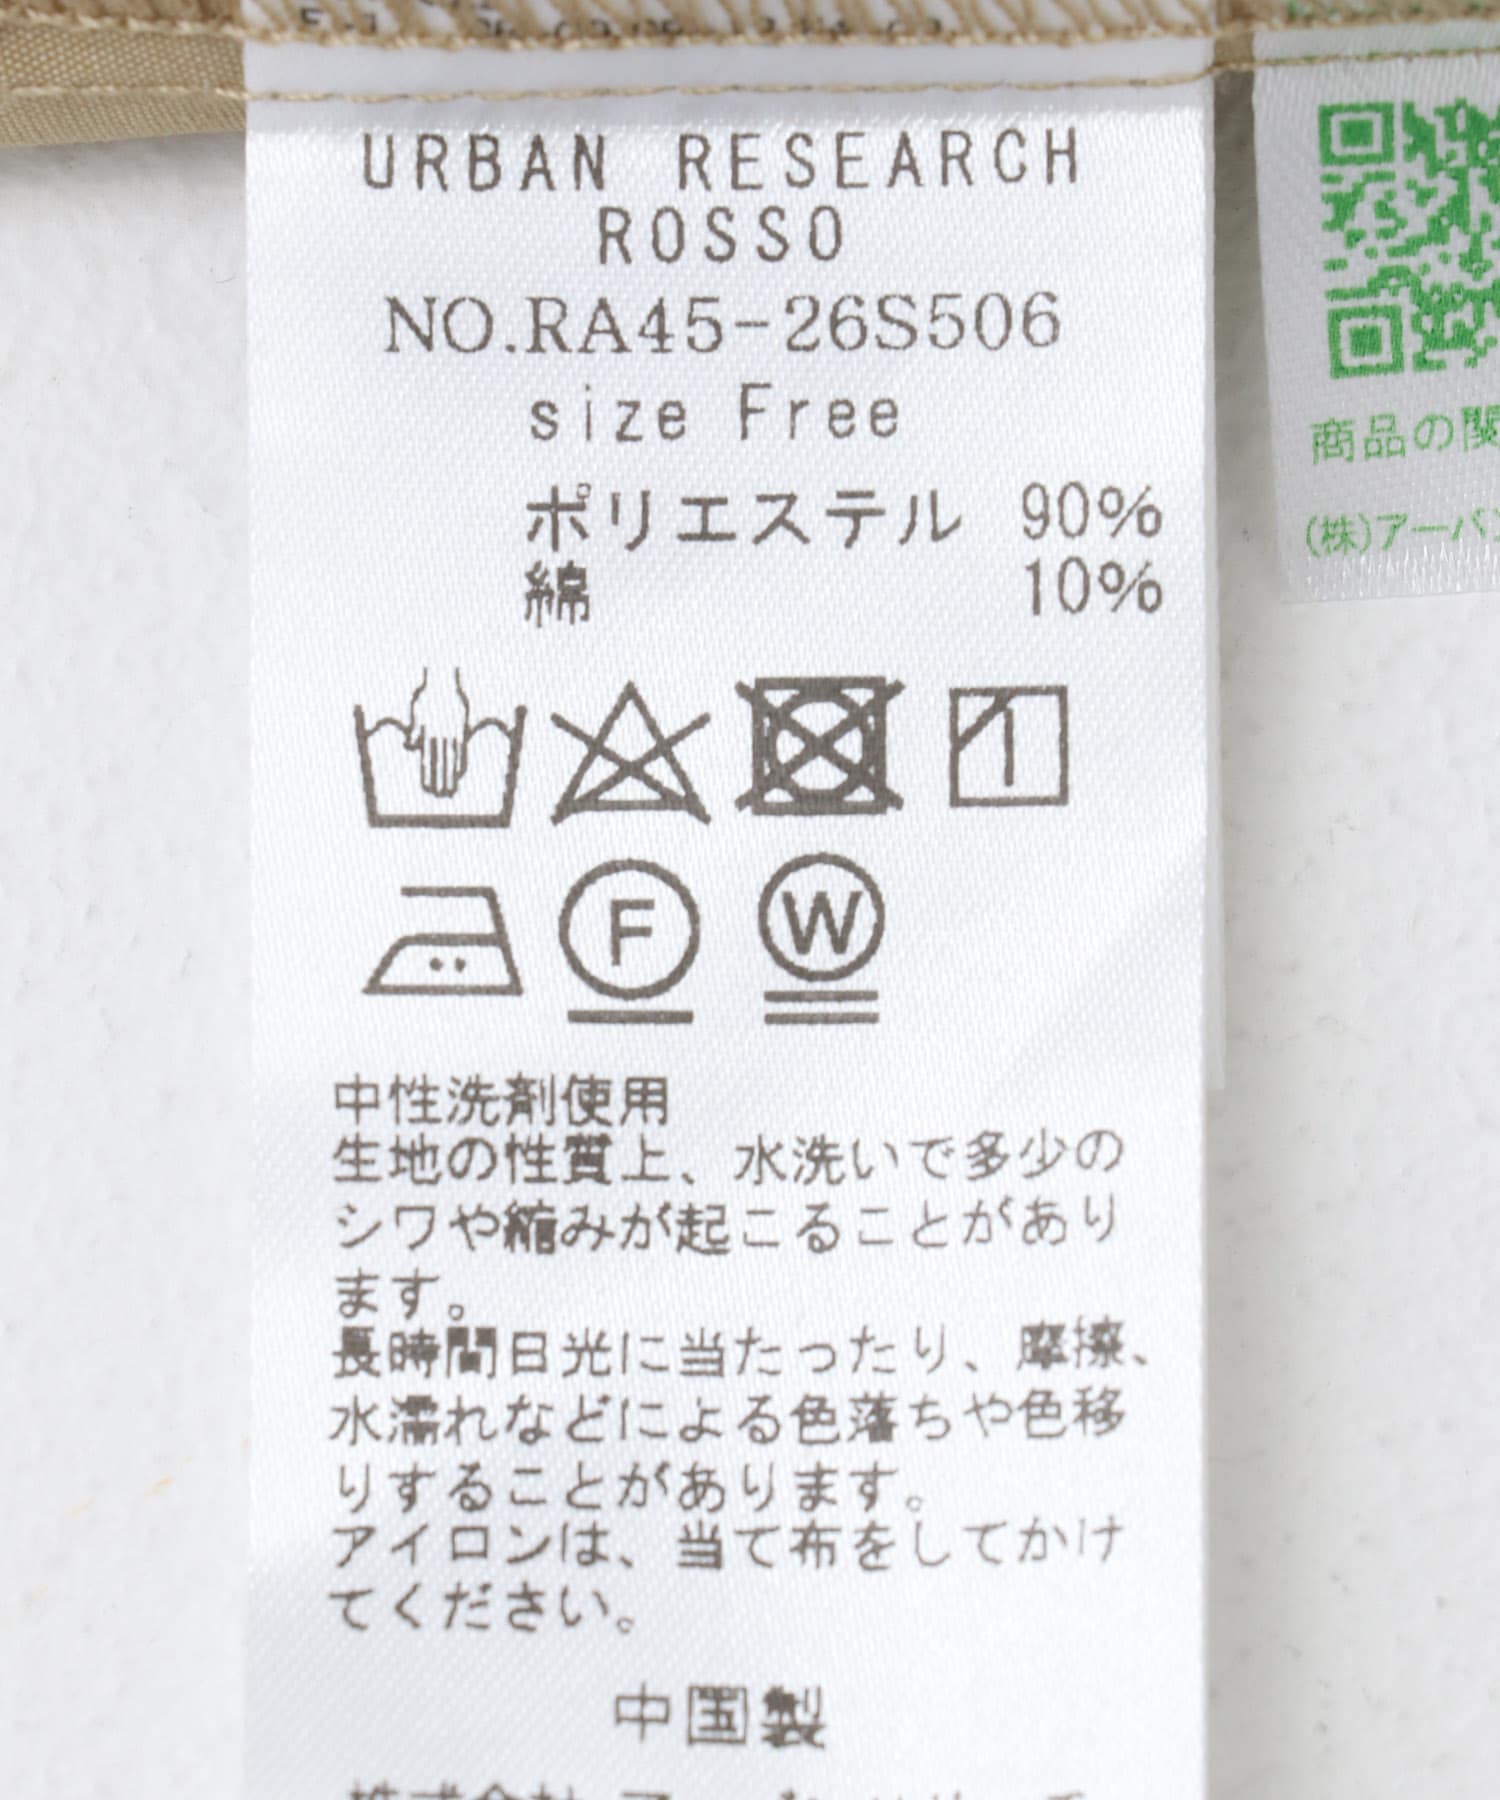 URBAN RESEARCH
ROSSO
NO.RA45-26S506
size Free
ポリエステル 90%
綿 10%
F
W
中性洗剤使用
生地の性質上、水洗いで多少の
シワや縮みが起こることがあり
ます。
長時間日光に当たったり、摩擦、
水濡れなどによる色落ちや色移
りすることがあります。
アイロンは、当て布をしてかけ
てください。
中国製
商品の関
(株)アーバン